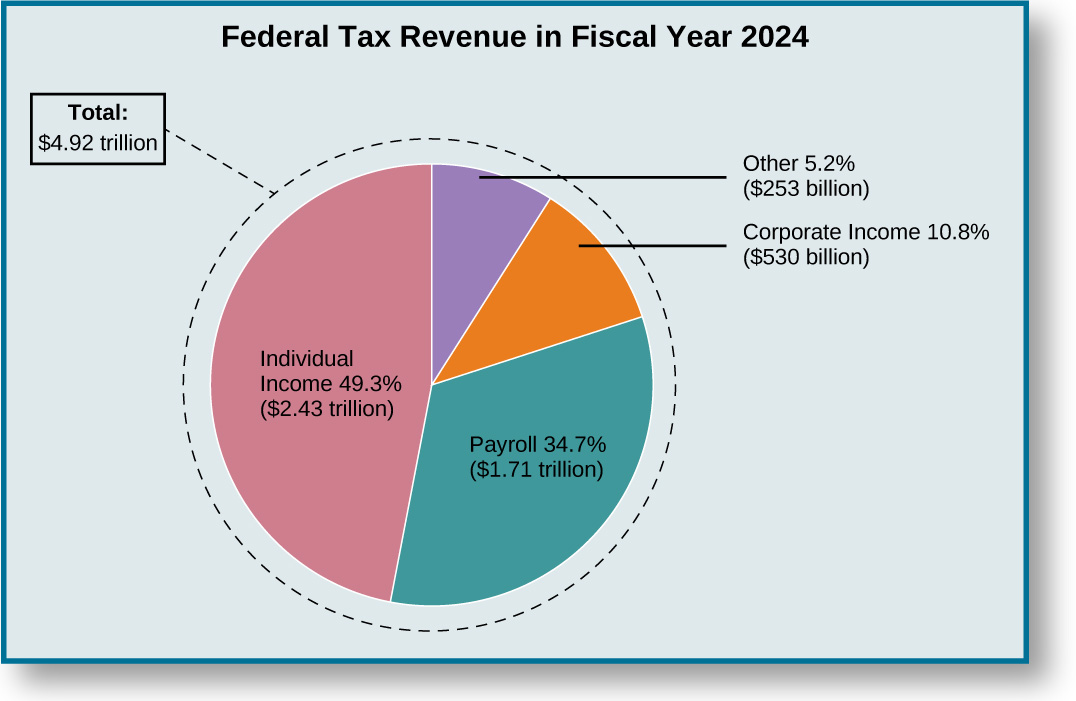 Federal Tax Revenue in Fiscal Year 2024
Total:
$4.92 trillion
Other 5.2%
($253 billion)
Corporate Income 10.8%
($530 billion)
Individual
Income 49.3%
($2.43 trillion)
Payroll 34.7%
($1.71 trillion)